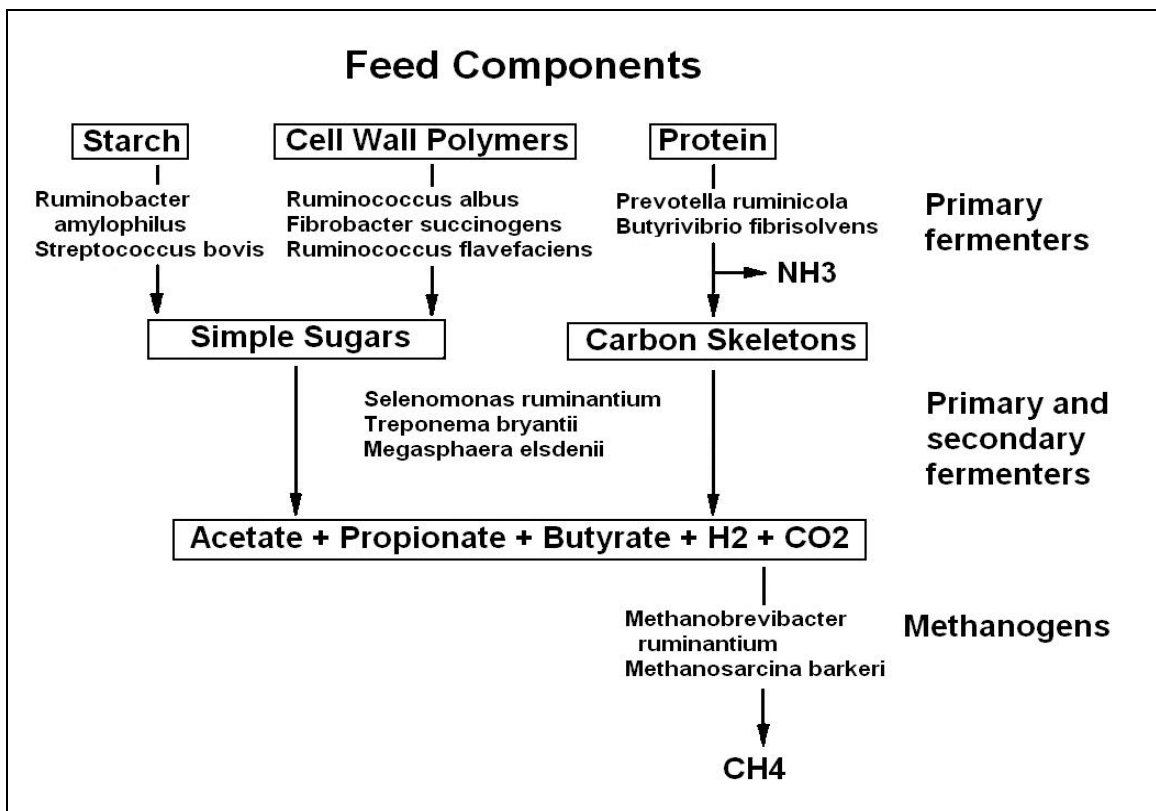 Feed Components
Starch
Cell Wall Polymers
Protein
Ruminobacter
amylophilus
Streptococcus bovis
Ruminococcus albus
Fibrobacter succinogens
Ruminococcus flavefaciens
Prevotella ruminicola
Butyrivibrio fibrisolvens
Primary
fermenters
NH3
Simple Sugars
Carbon Skeletons
Selenomonas ruminantium
Treponema bryantii
Megasphaera elsdenii
Primary and
secondary
fermenters
Acetate + Propionate + Butyrate + H2 + CO2
Methanobrevibacter
ruminantium
Methanosarcina barkeri
Methanogens
CH4